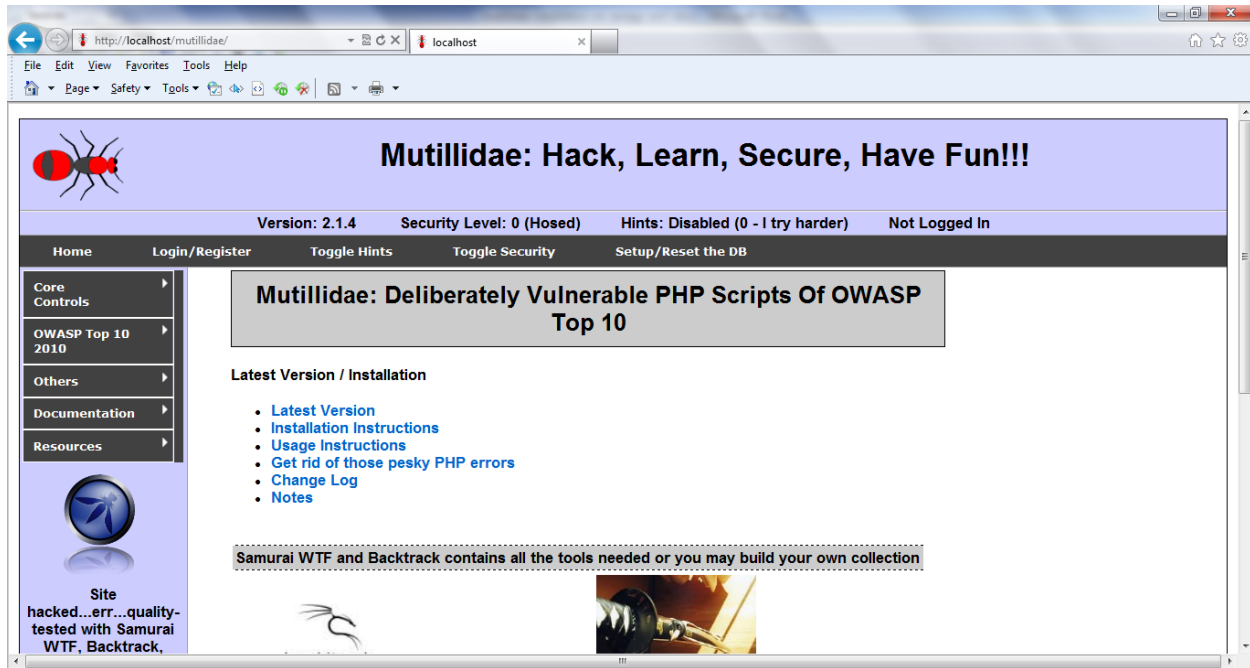 http://localhost/mutillidae/
localhost
File Edit View Favorites Tools Help
Page Safety Tools
Mutillidae: Hack, Learn, Secure, Have Fun!!!
Version: 2.1.4 Security Level: 0 (Hosed) Hints: Disabled (0 - I try harder) Not Logged In
Home Login/Register Toggle Hints Toggle Security Setup/Reset the DB
Core
Controls
OWASP Top 10
2010
Others
Documentation
Resources
Site
hacked...err...quality-
tested with Samurai
WTF, Backtrack,
Mutillidae: Deliberately Vulnerable PHP Scripts Of OWASP
Top 10
Latest Version / Installation
Latest Version
Installation Instructions
Usage Instructions
Get rid of those pesky PHP errors
Change Log
Notes
Samurai WTF and Backtrack contains all the tools needed or you may build your own collection